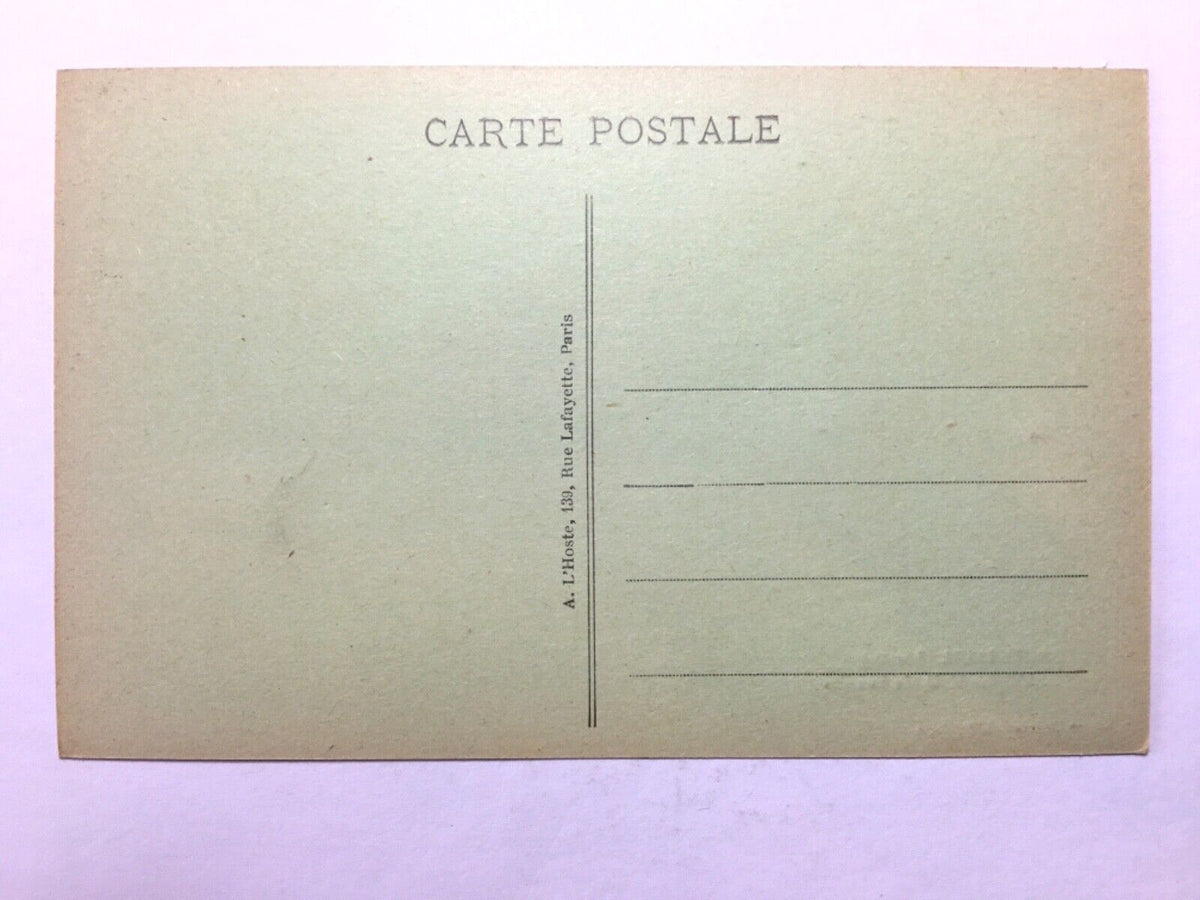 CARTE POSTALE
A. L'Hoste, 139, Rue Lafayette, Paris